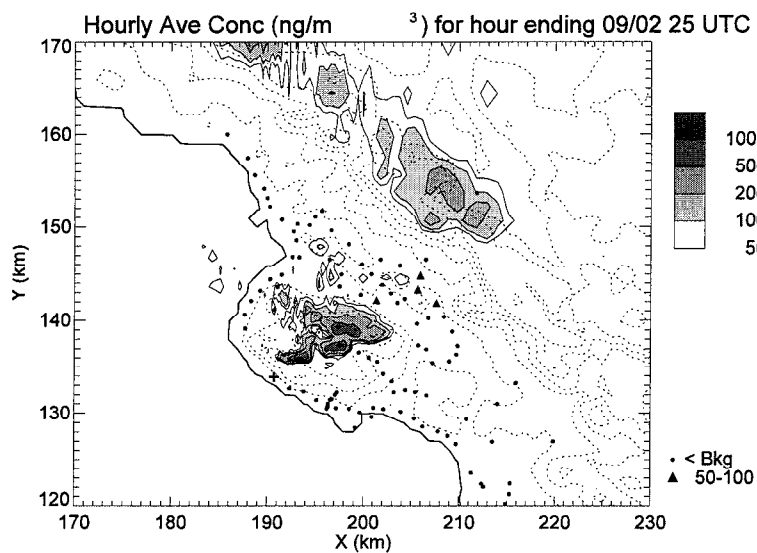 Hourly Ave Conc (ng/m 3) for hour ending 09/02 25 UTC
170
160
150
140
130
120
Y (km)
170 180 190 200 210 220 230
X (km)
100
50
20
10
5
< Bkg
50-100